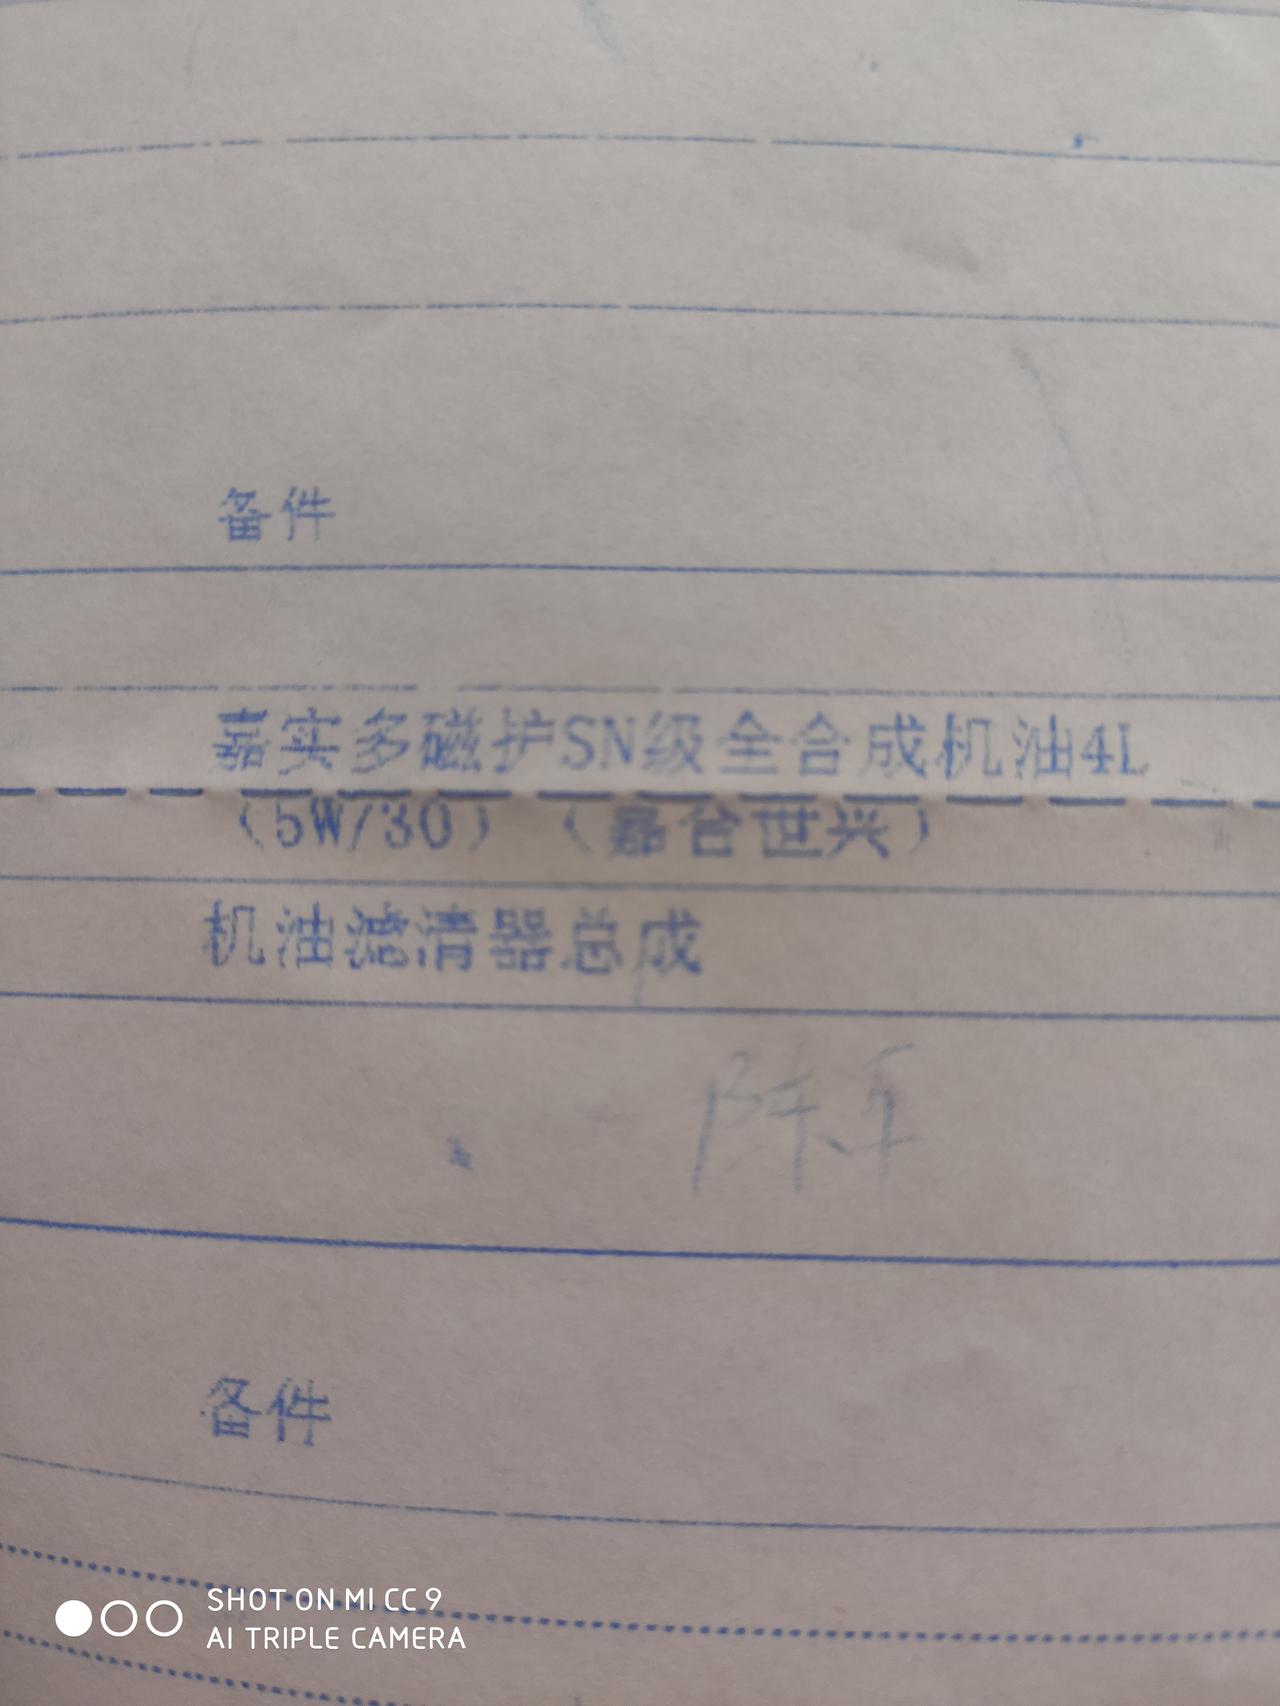 备件
嘉实多磁护SN级全合成机油4L
（5W/30）（嘉合世兴）
机油滤清器总成
备件
SHOT ON MI CC 9
AI TRIPLE CAMERA